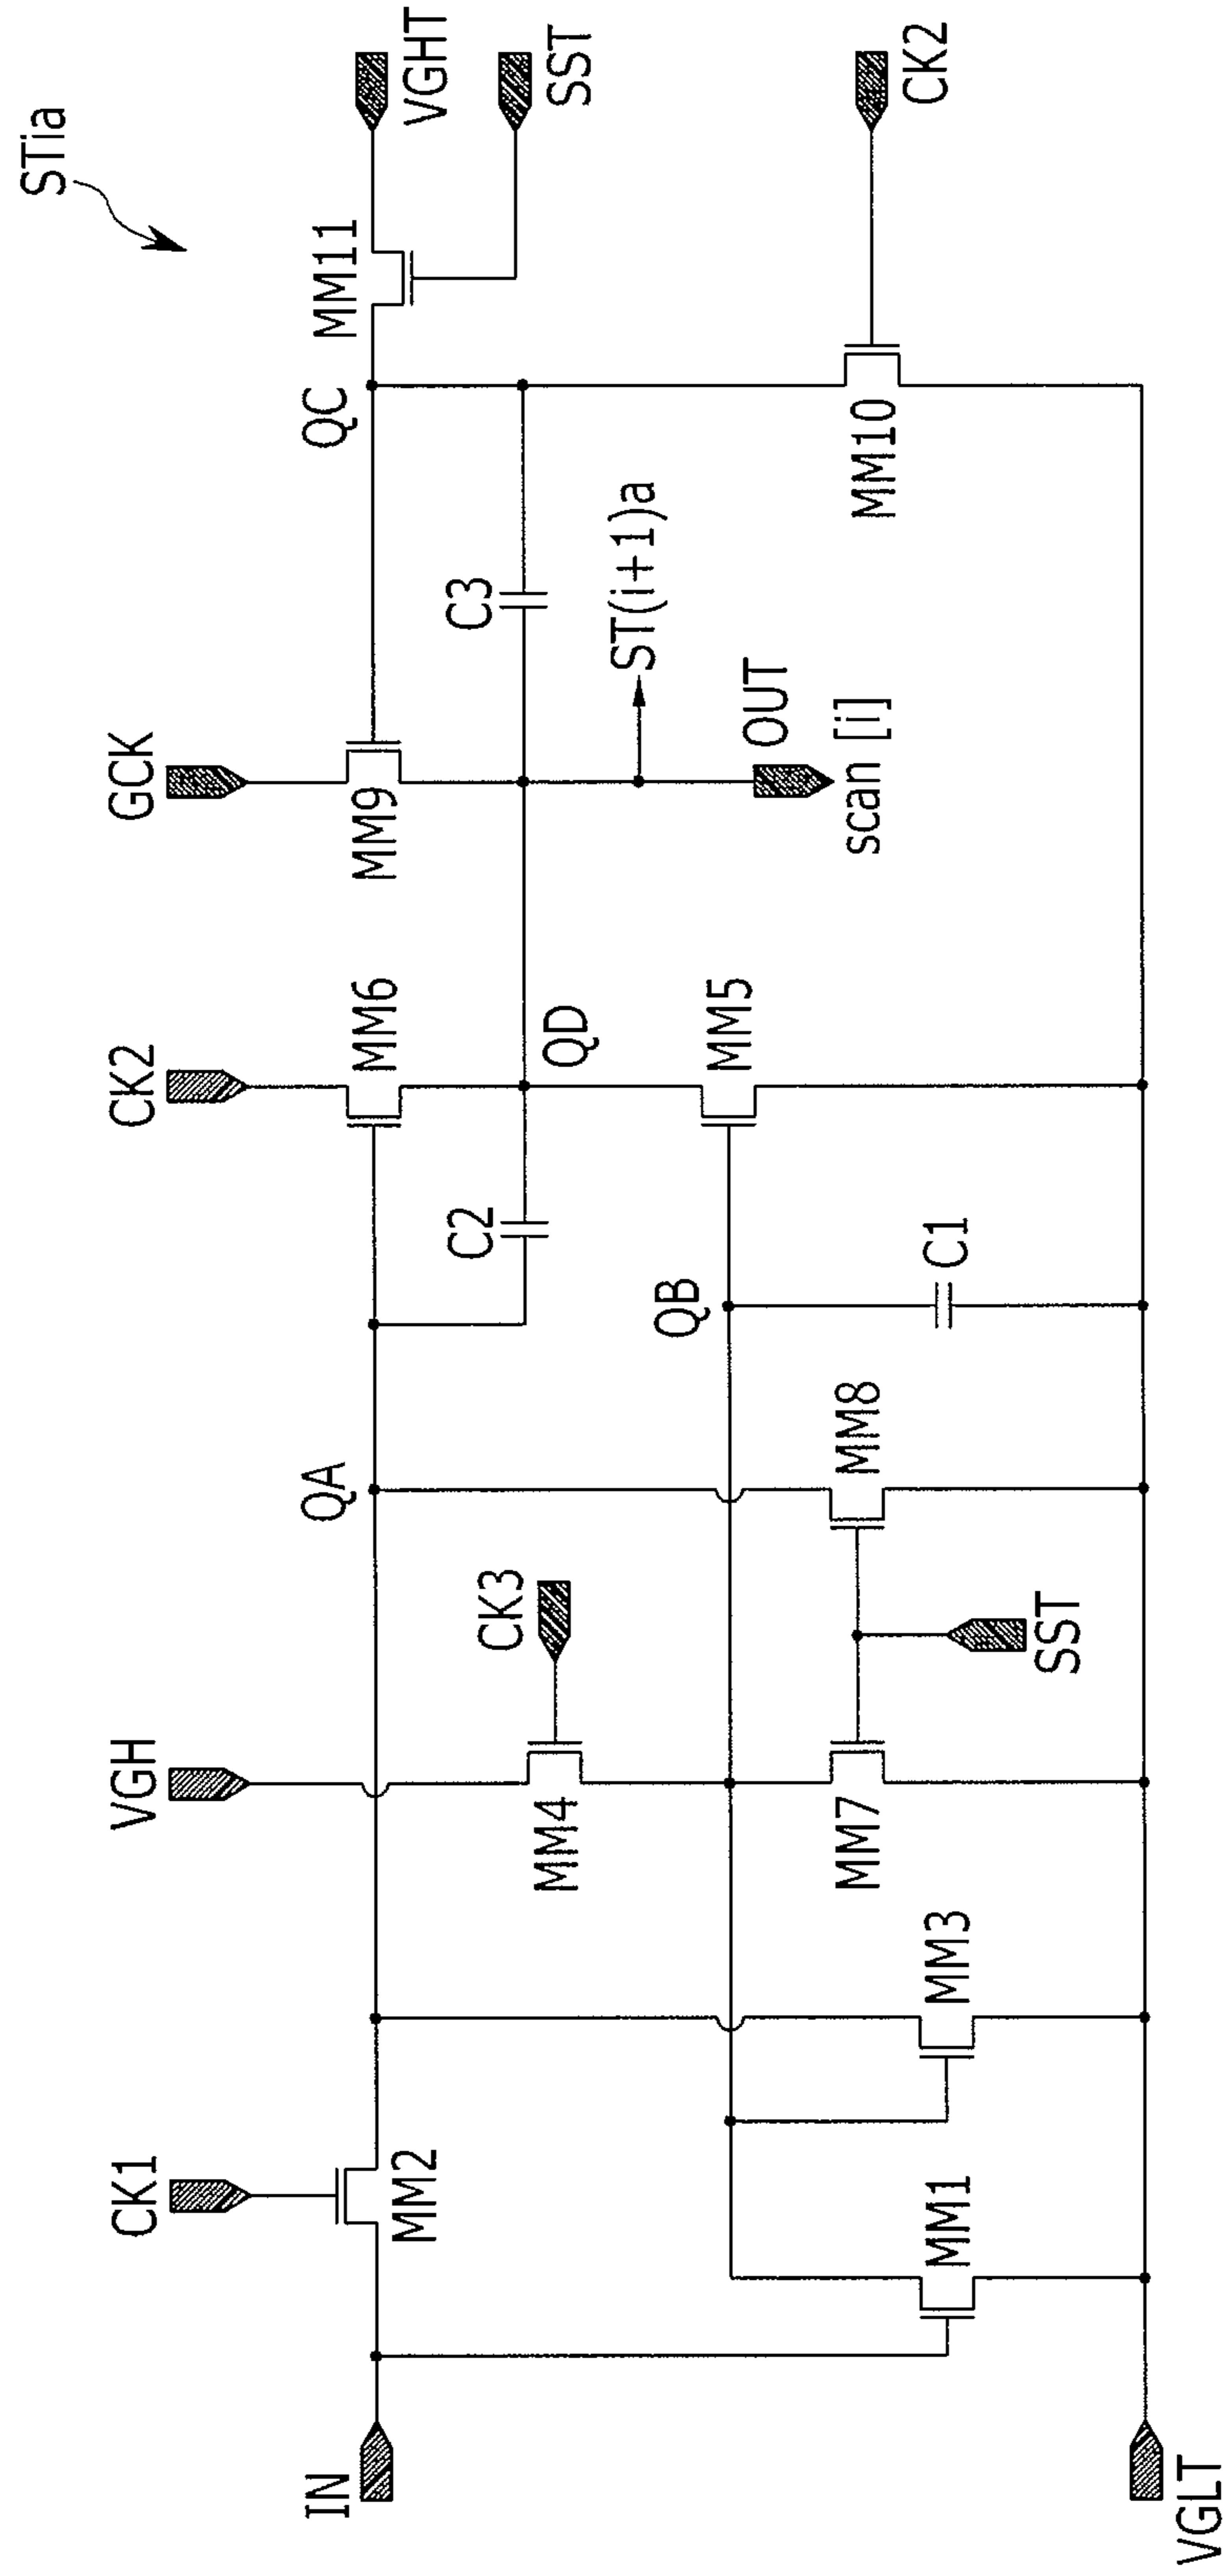 STia
VGHT
SST
MM11
QC
CK2
MM10
C3
ST(i+1)a
GCK
MM9
OUT
scan [i]
CK2
MM6
QD
MM5
C2
QB
C1
QA
MM8
CK3
SST
VGH
MM4
MM7
MM3
CK1
MM2
MM1
IN
VGLT